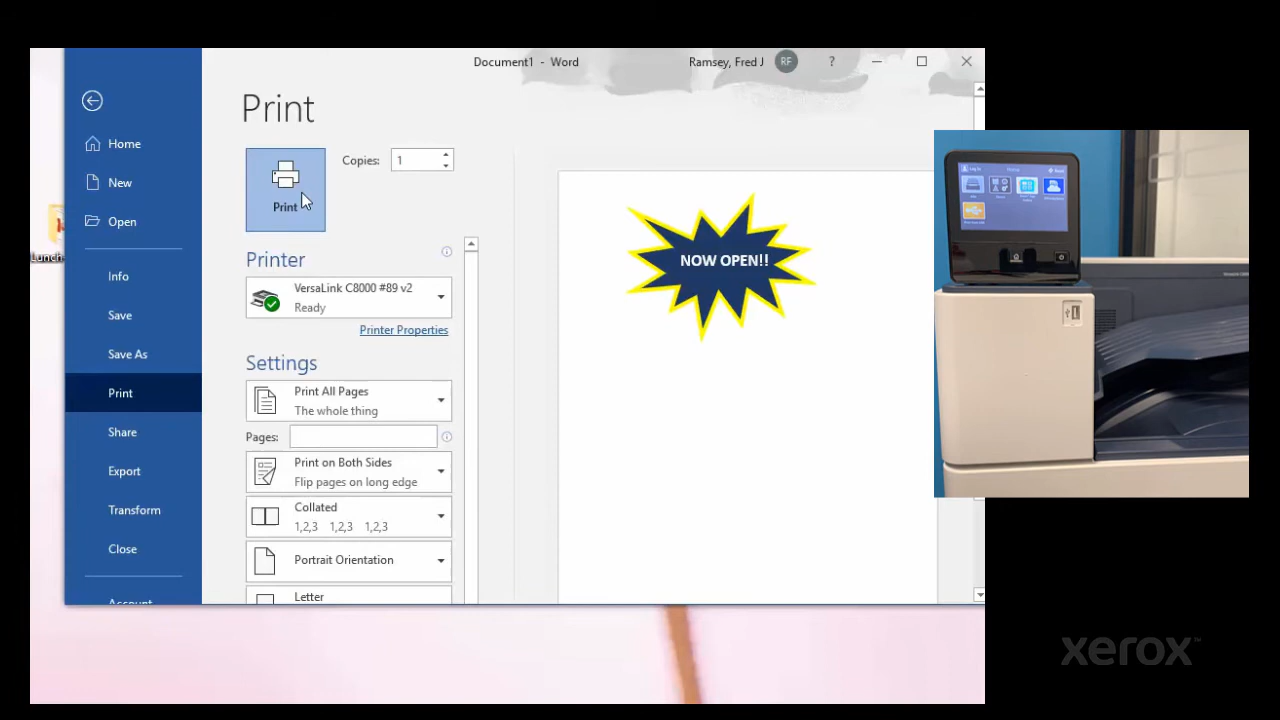 Document1 - Word
Ramsey, Fred J
RF
?
Print
Home
New
Open
Info
Save
Save As
Print
Share
Export
Transform
Close
Account
Print
Copies: 1
Printer
VersaLink C8000 #89 v2
Ready
Printer Properties
Settings
Print All Pages
The whole thing
Pages:
Print on Both Sides
Flip pages on long edge
Collated
1,2,3 1,2,3 1,2,3
Portrait Orientation
Letter
NOW OPEN!!
Lunch
xerox™